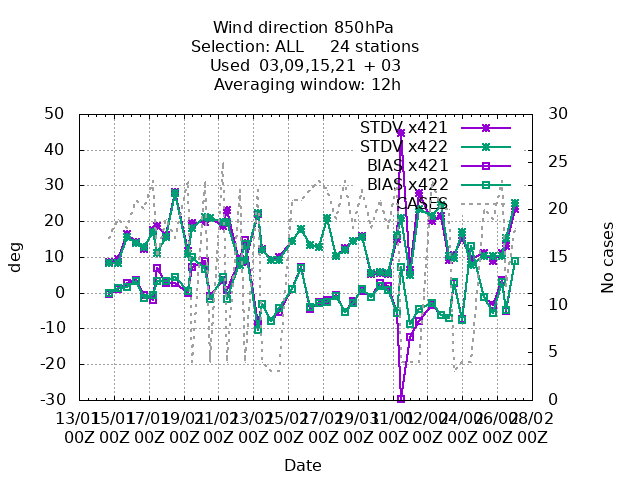 Wind direction 850hPa
Selection: ALL     24 stations
Used  03,09,15,21 + 03
Averaging window: 12h
50
40
30
20
10
0
-10
-20
-30
30
25
20
15
10
5
0
STDV x421
STDV x422
BIAS x421
BIAS x422
CASES
deg
No cases
13/01 15/01 17/01 19/01 21/01 23/01 25/01 27/01 29/01 31/01 02/02 04/02 06/02 28/02
00Z 00Z 00Z 00Z 00Z 00Z 00Z 00Z 00Z 00Z 00Z 00Z 00Z 00Z
Date